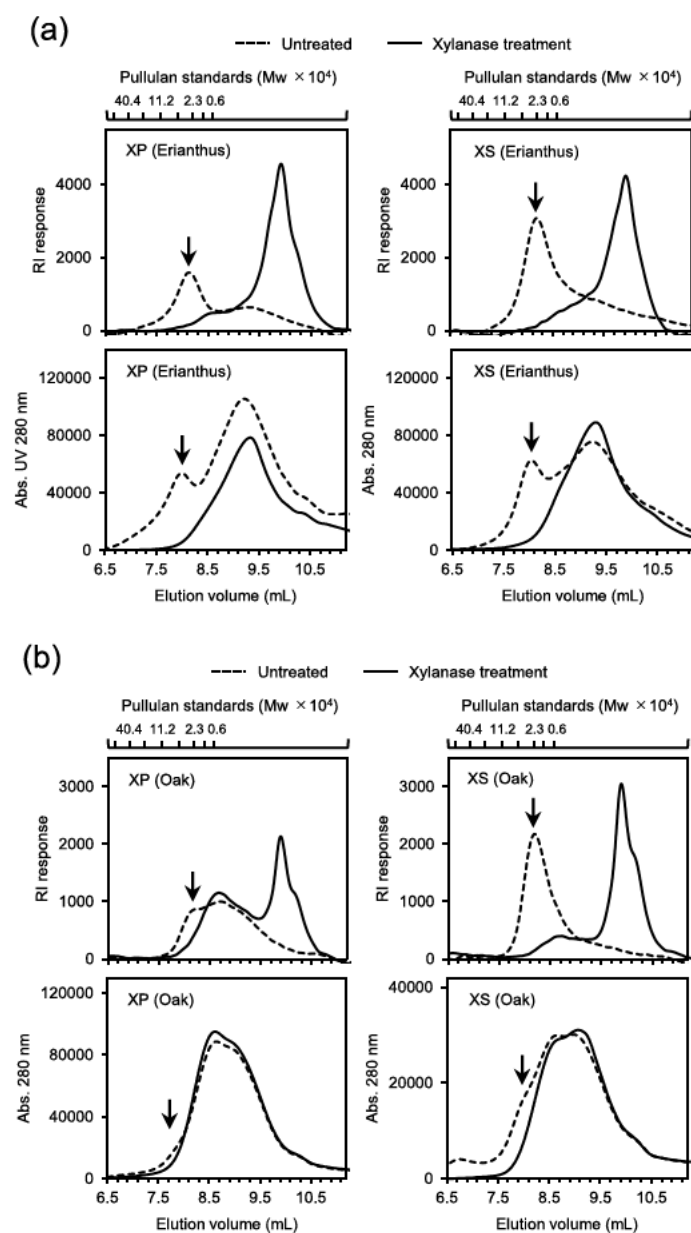 (a)
Untreated Xylanase treatment
Pullulan standards (Mw × 10⁴) Pullulan standards (Mw × 10⁴)
40.4 11.2 2.3 0.6 40.4 11.2 2.3 0.6
XP (Erianthus) XS (Erianthus)
RI response RI response
4000 4000
2000 2000
0 0
XP (Erianthus) XS (Erianthus)
Abs. UV 280 nm Abs. 280 nm
120000 120000
80000 80000
40000 40000
0 0
6.5 7.5 8.5 9.5 10.5 6.5 7.5 8.5 9.5 10.5
Elution volume (mL) Elution volume (mL)
(b)
Untreated Xylanase treatment
Pullulan standards (Mw × 10⁴) Pullulan standards (Mw × 10⁴)
40.4 11.2 2.3 0.6 40.4 11.2 2.3 0.6
XP (Oak) XS (Oak)
RI response RI response
3000 3000
2000 2000
1000 1000
0 0
XP (Oak) XS (Oak)
Abs. 280 nm Abs. 280 nm
120000 40000
80000 20000
40000 0
0
6.5 7.5 8.5 9.5 10.5 6.5 7.5 8.5 9.5 10.5
Elution volume (mL) Elution volume (mL)